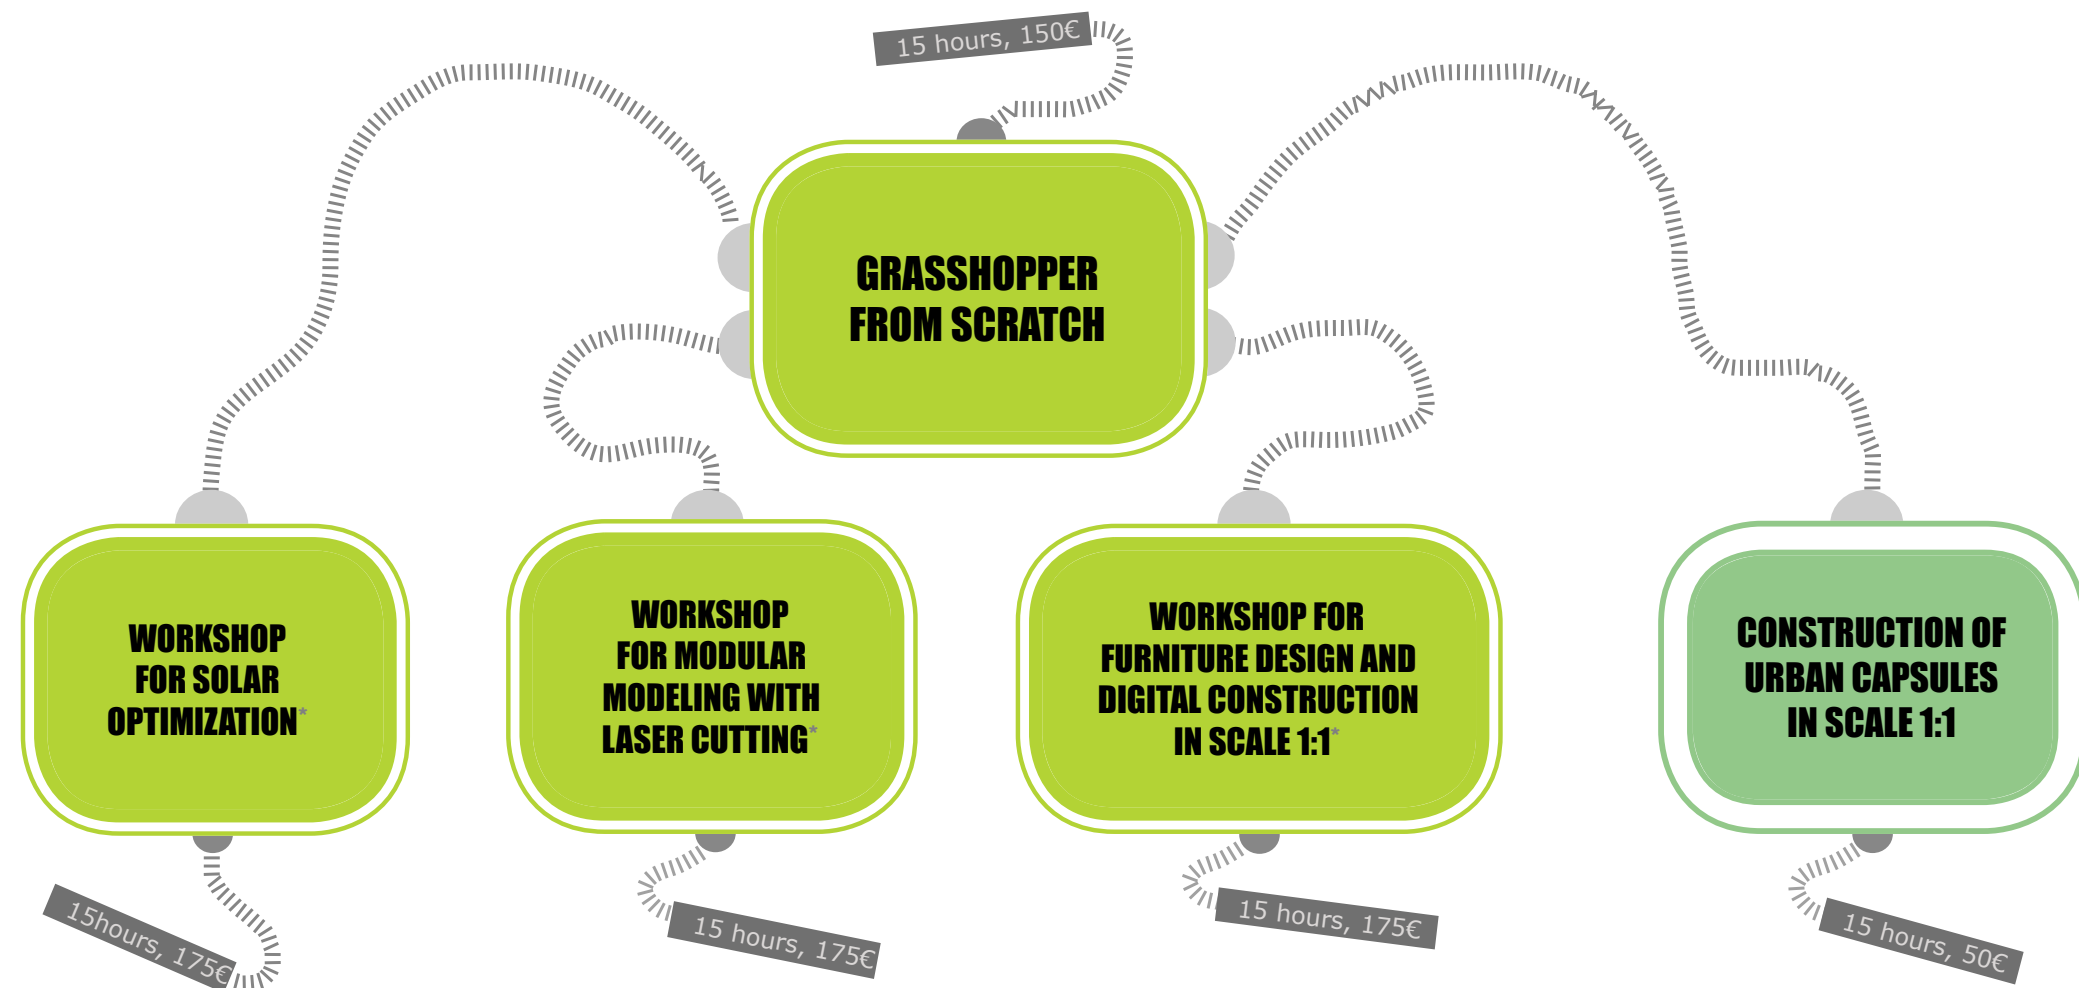 15 hours, 150€
GRASSHOPPER
FROM SCRATCH
WORKSHOP
FOR SOLAR
OPTIMIZATION*
WORKSHOP
FOR MODULAR
MODELING WITH
LASER CUTTING*
WORKSHOP FOR
FURNITURE DESIGN AND
DIGITAL CONSTRUCTION
IN SCALE 1:1*
CONSTRUCTION OF
URBAN CAPSULES
IN SCALE 1:1
15hours, 175€
15 hours, 175€
15 hours, 175€
15 hours, 50€